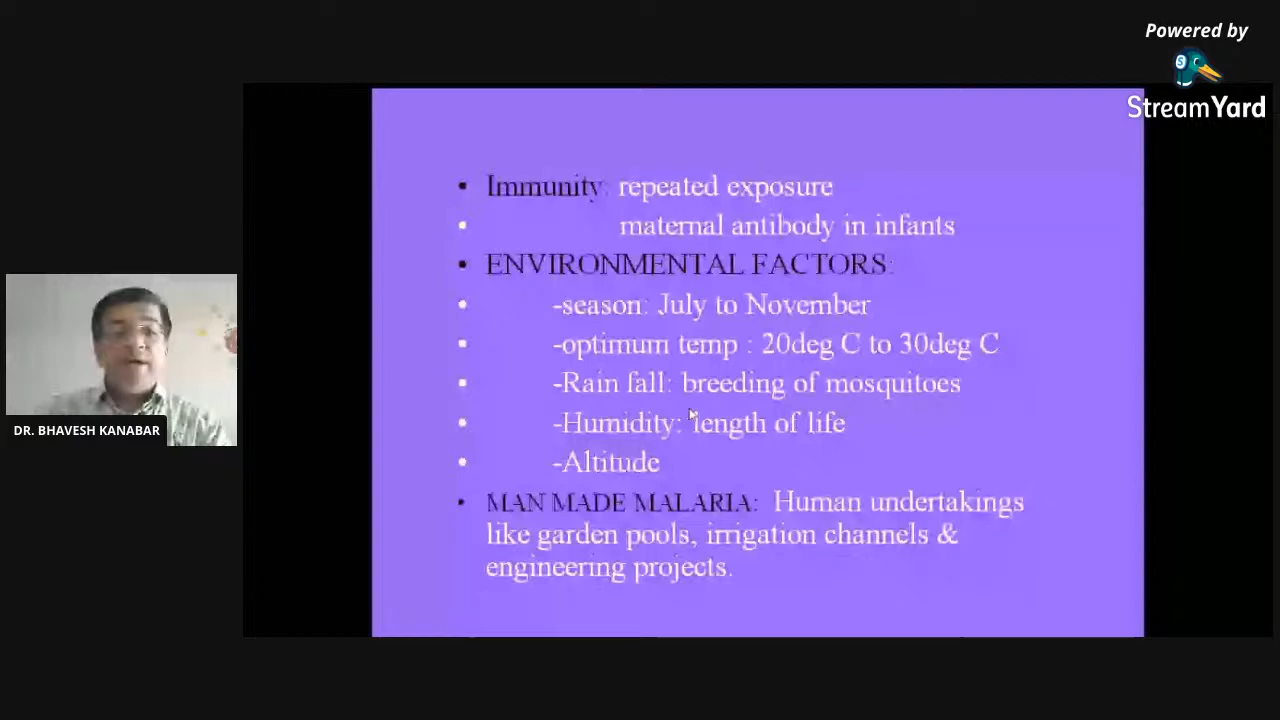 Powered by
StreamYard
• Immunity: repeated exposure
• maternal antibody in infants
• ENVIRONMENTAL FACTORS:
• -season: July to November
• -optimum temp : 20deg C to 30deg C
• -Rain fall: breeding of mosquitoes
• -Humidity: length of life
• -Altitude
• MAN MADE MALARIA: Human undertakings
like garden pools, irrigation channels &
engineering projects.
DR. BHAVESH KANABAR